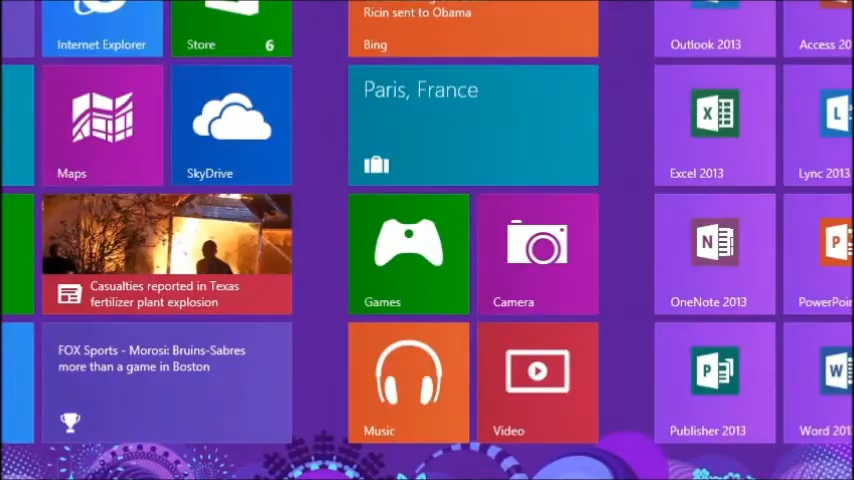 Ricin sent to Obama
Internet Explorer
Store
6
Bing
Outlook 2013
Access 20
Paris, France
Maps
SkyDrive
X
Excel 2013
L
Lync 2013
Casualties reported in Texas
fertilizer plant explosion
Games
Camera
N
OneNote 2013
P
PowerPoin
FOX Sports - Morosi: Bruins-Sabres
more than a game in Boston
Music
Video
P
Publisher 2013
W
Word 201